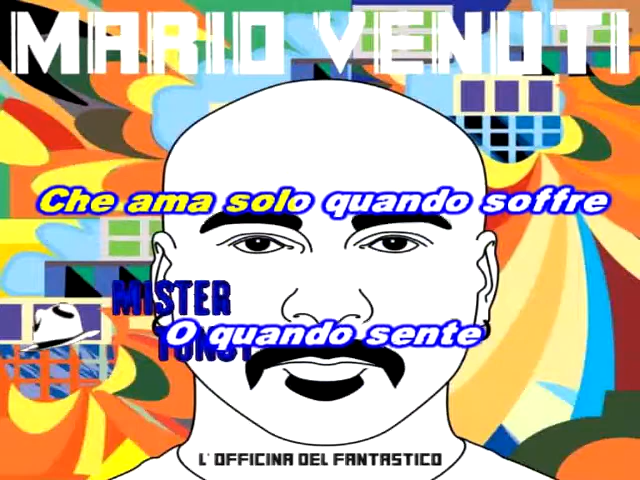 MARIO VENUTI
Che ama solo quando soffre
MISTER
O quando sente
L'OFFICINA DEL FANTASTICO